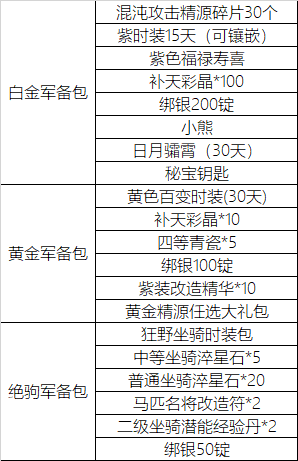 白金军备包
混沌攻击精源碎片30个
紫时装15天（可镶嵌）
紫色福禄寿喜
补天彩晶*100
绑银200锭
小熊
日月骦霄（30天）
秘宝钥匙
黄金军备包
黄色百变时装(30天)
补天彩晶*10
四等青瓷*5
绑银100锭
紫装改造精华*10
黄金精源任选大礼包
绝驹军备包
狂野坐骑时装包
中等坐骑淬星石*5
普通坐骑淬星石*20
马匹名将改造符*2
二级坐骑潜能经验丹*2
绑银50锭